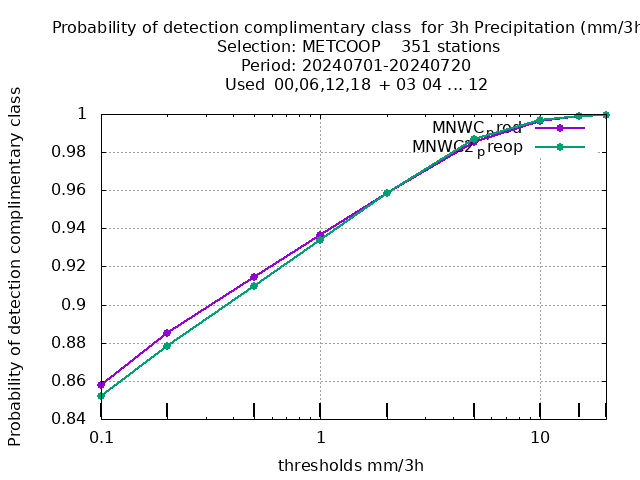 Probability of detection complimentary class  for 3h Precipitation (mm/3h
Selection: METCOOP    351 stations
Period: 20240701-20240720
Used  00,06,12,18 + 03 04 ... 12
Probability of detection complimentary class
1
0.98
0.96
0.94
0.92
0.9
0.88
0.86
0.84
MNWC_prod
MNWC2_preop
0.1
1
10
thresholds mm/3h